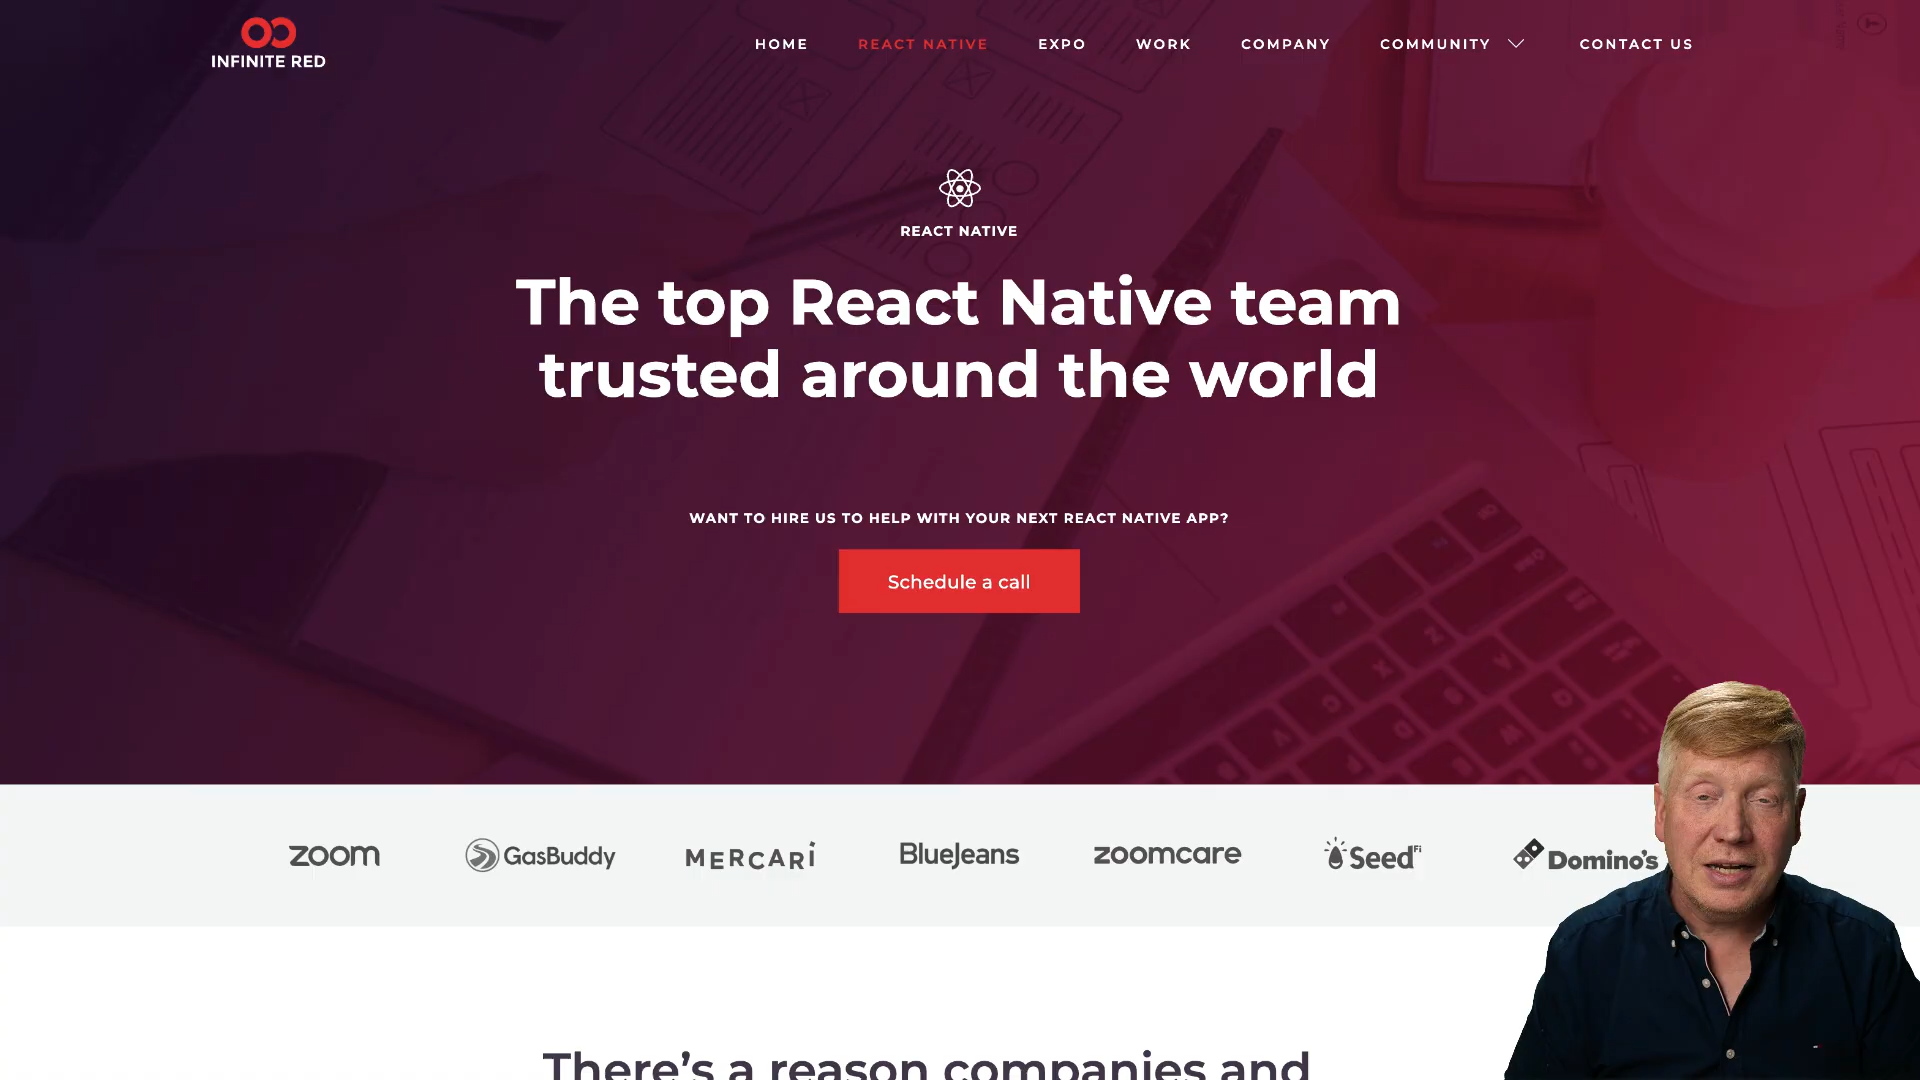 INFINITE RED
HOME
REACT NATIVE
EXPO
WORK
COMPANY
COMMUNITY
CONTACT US
REACT NATIVE
The top React Native team
trusted around the world
WANT TO HIRE US TO HELP WITH YOUR NEXT REACT NATIVE APP?
Schedule a call
zoom
GasBuddy
MERCARI
BlueJeans
zoomcare
SeedFi
Domino's
There's a reason companies and